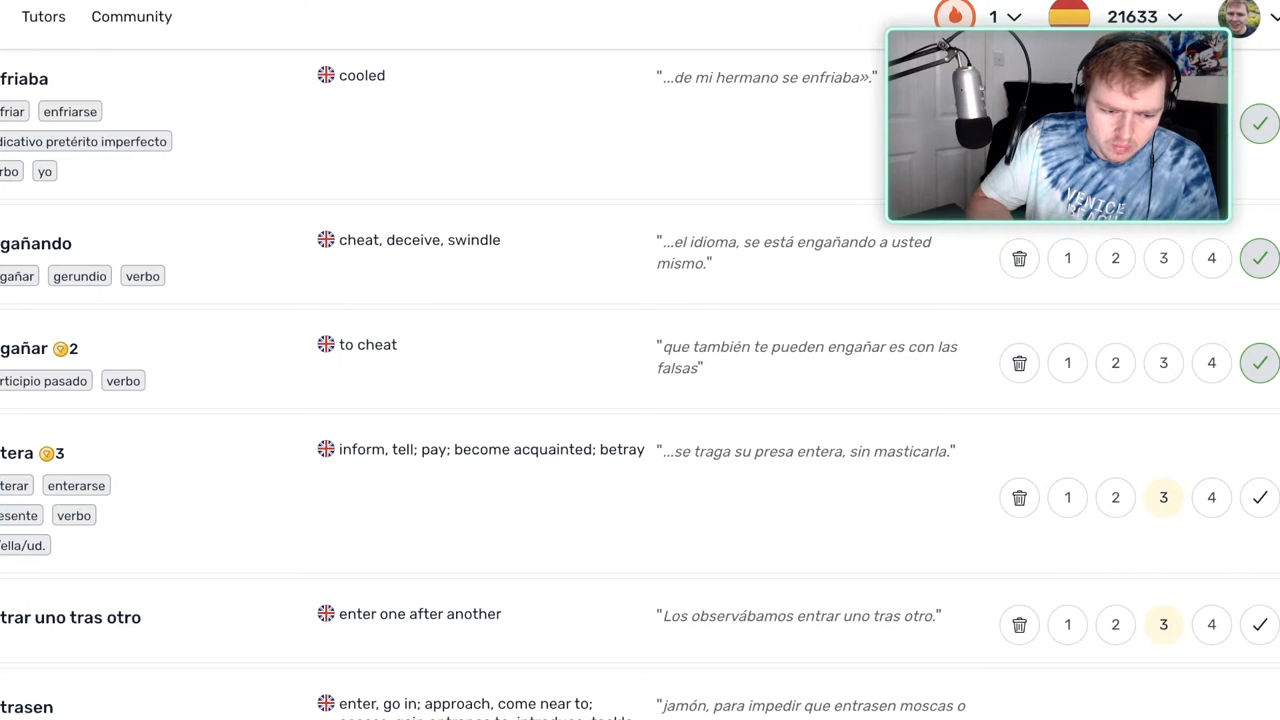 Tutors Community 1 21633
friaba
cooled
"...de mi hermano se enfriaba»."
friar enfriarse
dicativo pretérito imperfecto
rbo yo
VENICE
BEACH
gañando
cheat, deceive, swindle
"...el idioma, se está engañando a usted
mismo."
1 2 3 4
gañar gerundio verbo
gañar 2
to cheat
"que también te pueden engañar es con las
falsas"
1 2 3 4
rticipio pasado verbo
tera 3
inform, tell; pay; become acquainted; betray
"...se traga su presa entera, sin masticarla."
1 2 3 4
terar enterarse
esente verbo
/ella/ud.
trar uno tras otro
enter one after another
"Los observábamos entrar uno tras otro."
1 2 3 4
trasen
enter, go in; approach, come near to;
"jamón, para impedir que entrasen moscas o